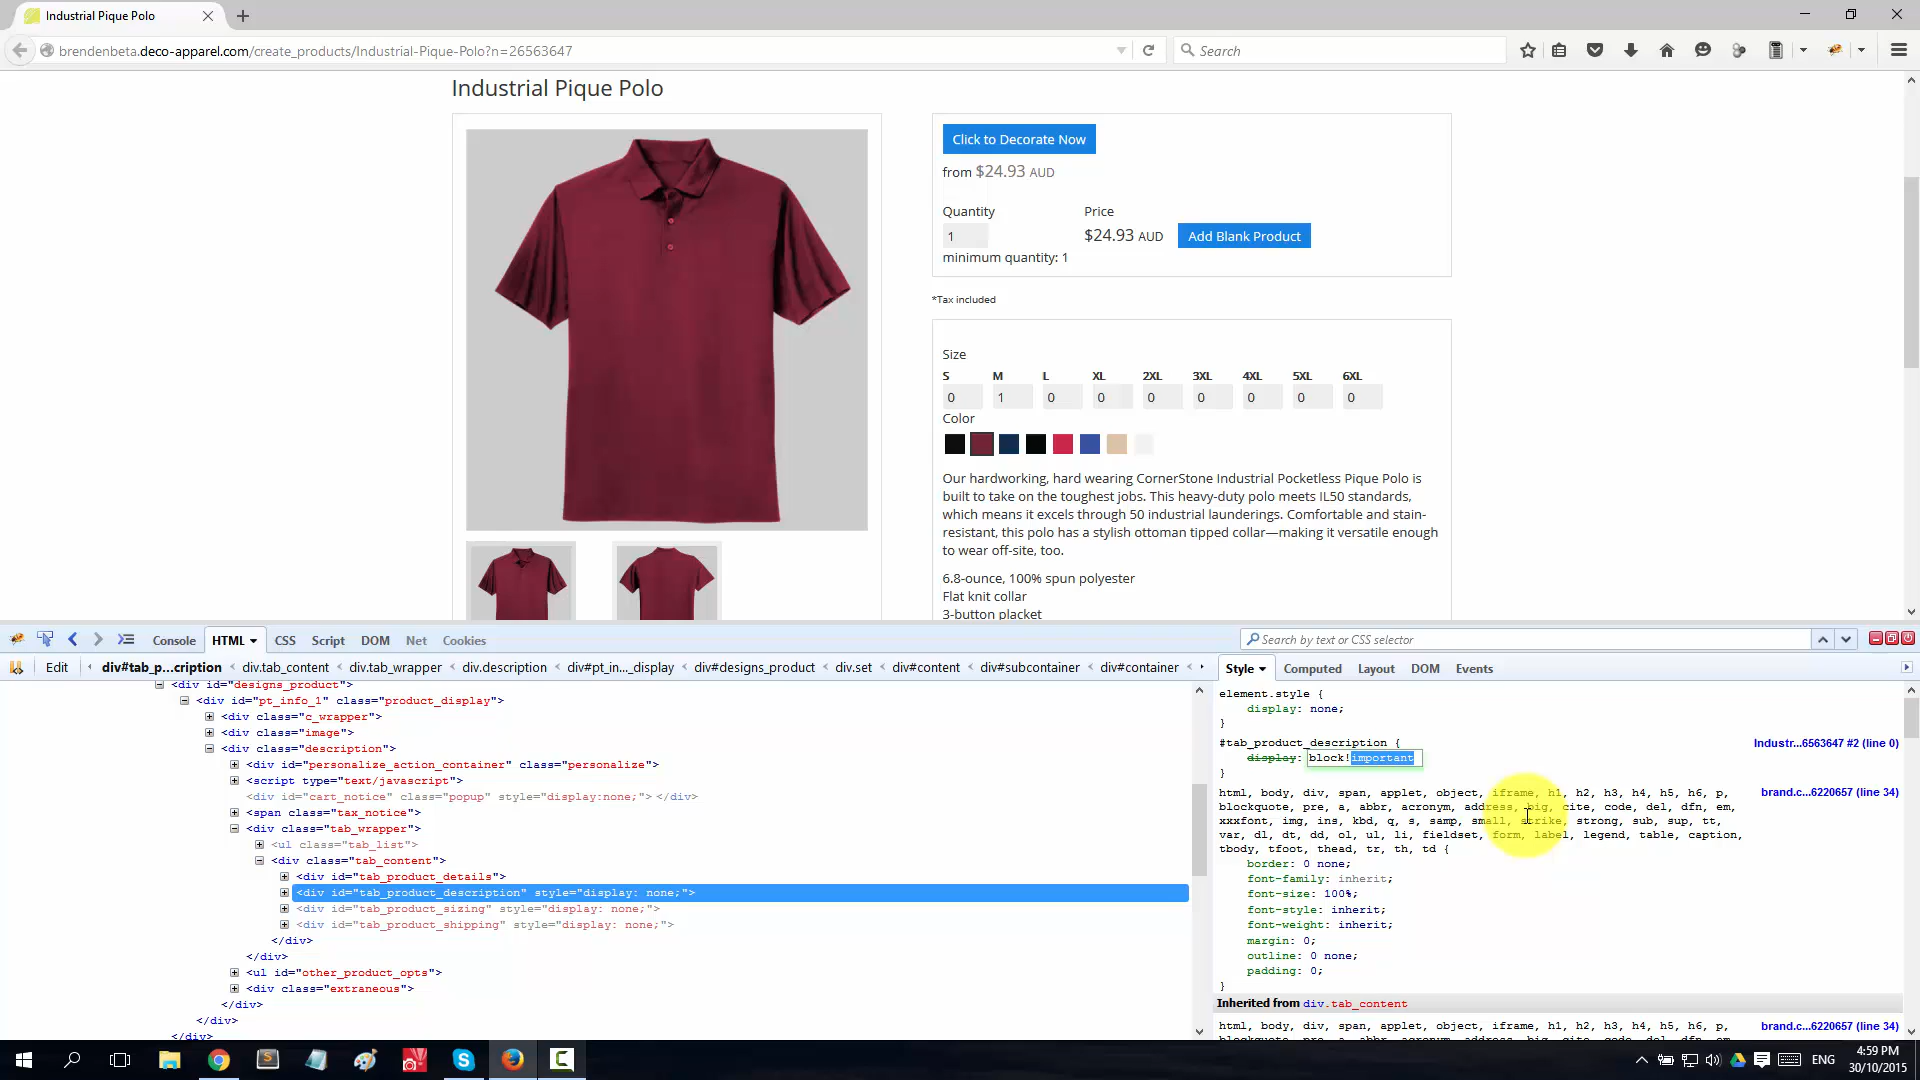 Industrial Pique Polo
brendenbeta.deco-apparel.com/create_products/Industrial-Pique-Polo?n=26563647
Search
Industrial Pique Polo
Click to Decorate Now
from $24.93 AUD
Quantity
Price
1
$24.93 AUD
Add Blank Product
minimum quantity: 1
*Tax included
Size
S M L XL 2XL 3XL 4XL 5XL 6XL
0 1 0 0 0 0 0 0 0
Color
Our hardworking, hard wearing CornerStone Industrial Pocketless Pique Polo is
built to take on the toughest jobs. This heavy-duty polo meets IL50 standards,
which means it excels through 50 industrial launderings. Comfortable and stain-
resistant, this polo has a stylish ottoman tipped collar—making it versatile enough
to wear off-site, too.
6.8-ounce, 100% spun polyester
Flat knit collar
3-button placket
Console HTML CSS Script DOM Net Cookies
Search by text or CSS selector
Edit div#tab_p...cription < div.tab_content < div.tab_wrapper < div.description < div#pt_in..._display < div#designs_product < div.set < div#content < div#subcontainer < div#container
Style Computed Layout DOM Events
<div id="designs_product">
<div id="pt_info_1" class="product_display">
<div class="c_wrapper">
<div class="image">
<div class="description">
<div id="personalize_action_container" class="personalize">
<script type="text/javascript">
<div id="cart_notice" class="popup" style="display:none;"> </div>
<span class="tax_notice">
<div class="tab_wrapper">
<ul class="tab_list">
<div class="tab_content">
<div id="tab_product_details">
<div id="tab_product_description" style="display: none;">
<div id="tab_product_sizing" style="display: none;">
<div id="tab_product_shipping" style="display: none;">
</div>
</div>
<ul id="other_product_opts">
<div class="extraneous">
</div>
</div>
</div>
element.style {
display: none;
}
#tab_product_description {
Industr...6563647 #2 (line 0)
display: block!important
}
html, body, div, span, applet, object, iframe, h1, h2, h3, h4, h5, h6, p,
brand.c...6220657 (line 34)
blockquote, pre, a, abbr, acronym, address, big, cite, code, del, dfn, em,
xxxfont, img, ins, kbd, q, s, samp, small, strike, strong, sub, sup, tt,
var, dl, dt, dd, ol, ul, li, fieldset, form, label, legend, table, caption,
tbody, tfoot, thead, tr, th, td {
border: 0 none;
font-family: inherit;
font-size: 100%;
font-style: inherit;
font-weight: inherit;
margin: 0;
outline: 0 none;
padding: 0;
}
Inherited from div.tab_content
html, body, div, span, applet, object, iframe, h1, h2, h3, h4, h5, h6, p,
brand.c...6220657 (line 34)
ENG
4:59 PM
30/10/2015